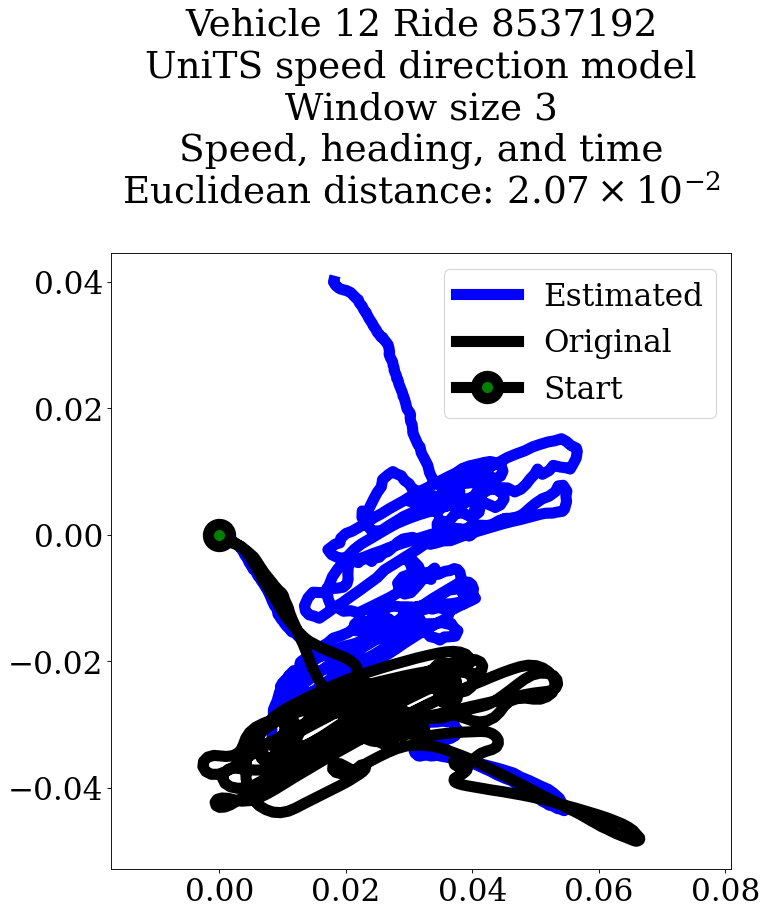 Vehicle 12 Ride 8537192
UniTS speed direction model
Window size 3
Speed, heading, and time
Euclidean distance: 2.07 × 10⁻²
0.04
Estimated
Original
Start
0.02
0.00
−0.02
−0.04
0.00 0.02 0.04 0.06 0.08